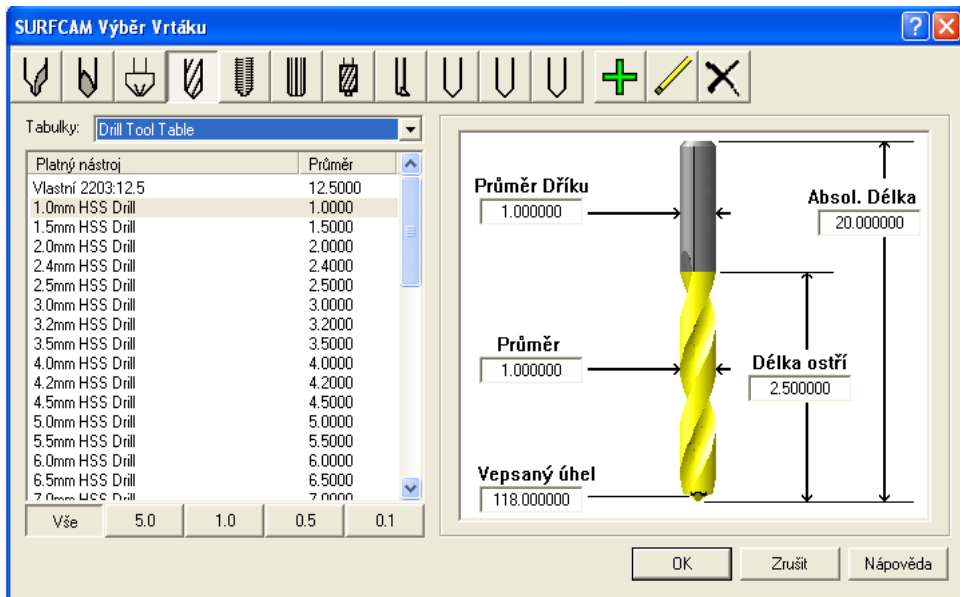 SURFCAM Výběr Vrtáku
Tabulky: Drill Tool Table
Platný nástroj Průměr
Vlastní 2203:12.5 12.5000
1.0mm HSS Drill 1.0000
1.5mm HSS Drill 1.5000
2.0mm HSS Drill 2.0000
2.4mm HSS Drill 2.4000
2.5mm HSS Drill 2.5000
3.0mm HSS Drill 3.0000
3.2mm HSS Drill 3.2000
3.5mm HSS Drill 3.5000
4.0mm HSS Drill 4.0000
4.2mm HSS Drill 4.2000
4.5mm HSS Drill 4.5000
5.0mm HSS Drill 5.0000
5.5mm HSS Drill 5.5000
6.0mm HSS Drill 6.0000
6.5mm HSS Drill 6.5000
7.0mm HSS Drill 7.0000
Vše 5.0 1.0 0.5 0.1
Průměr Dříku
1.000000
Absol. Délka
20.000000
Průměr
1.000000
Délka ostří
2.500000
Vepsaný úhel
118.000000
OK Zrušit Nápověda